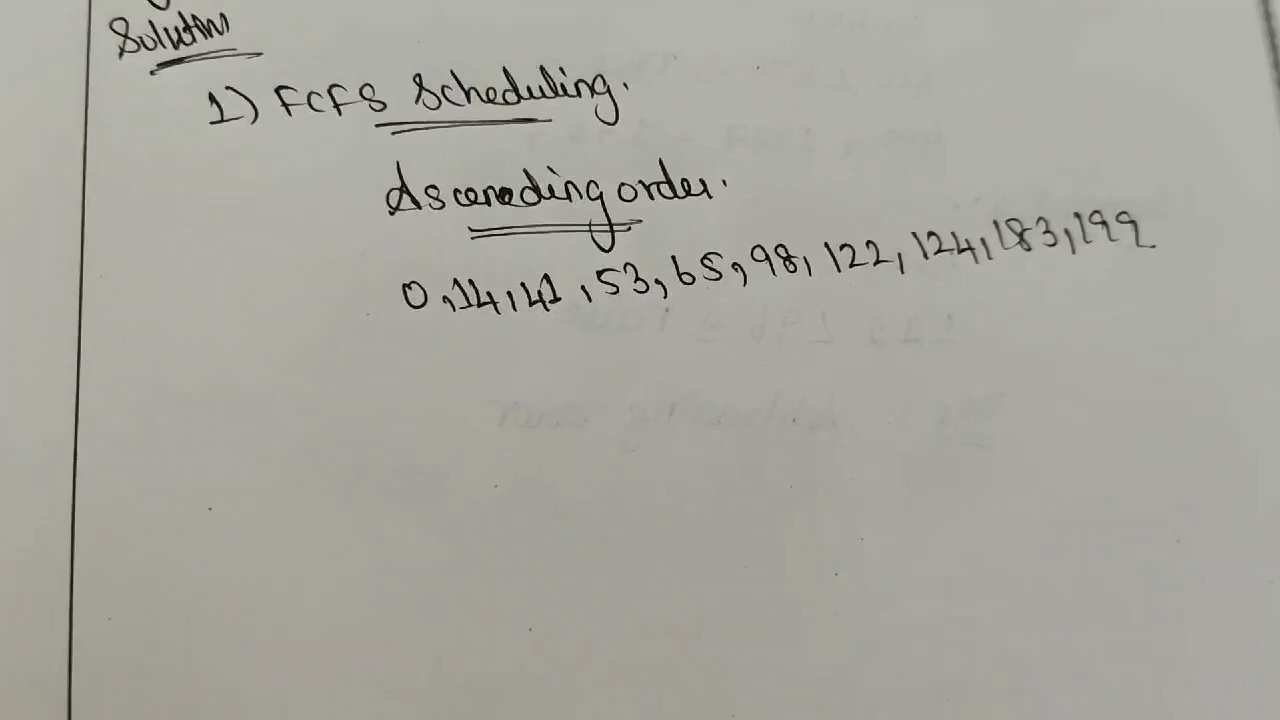 Solution
1) FCFS Scheduling.
Ascending order.
0, 14, 41, 53, 65, 98, 122, 124, 183, 199